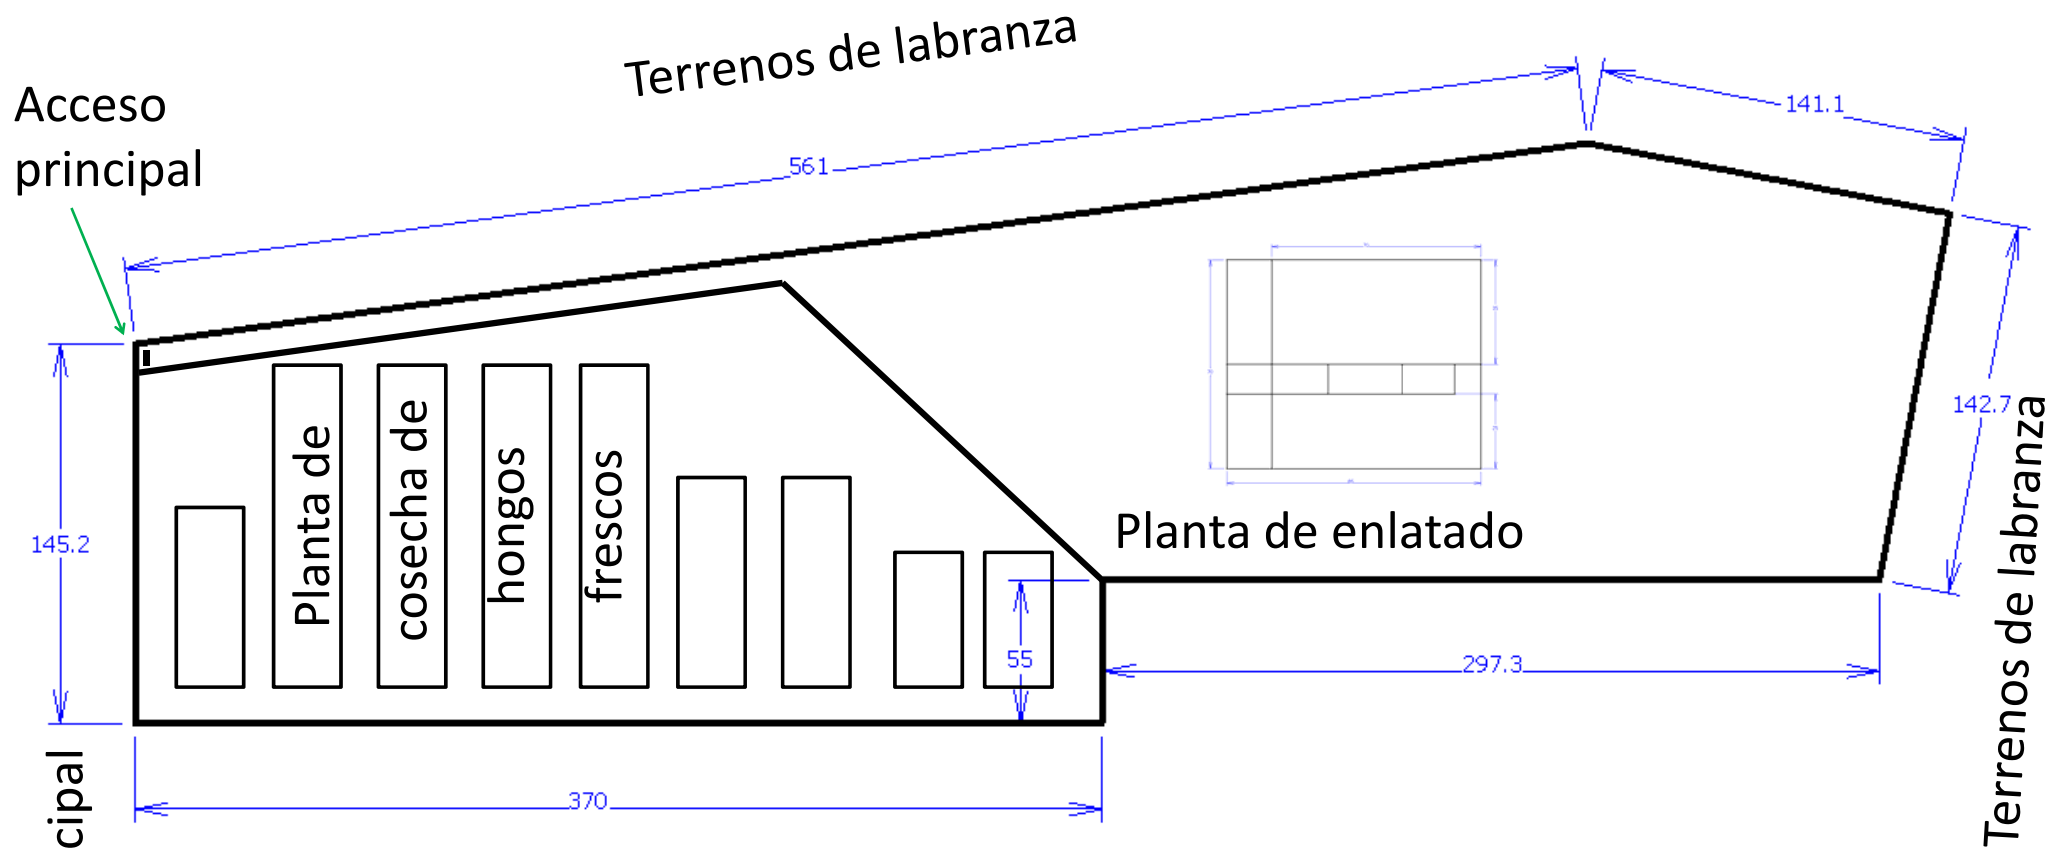 Terrenos de labranza
Acceso
principal
561
141.1
142.7
Terrenos de labranza
145.2
Planta de
cosecha de
hongos
frescos
Planta de enlatado
55
297.3
370
cipal